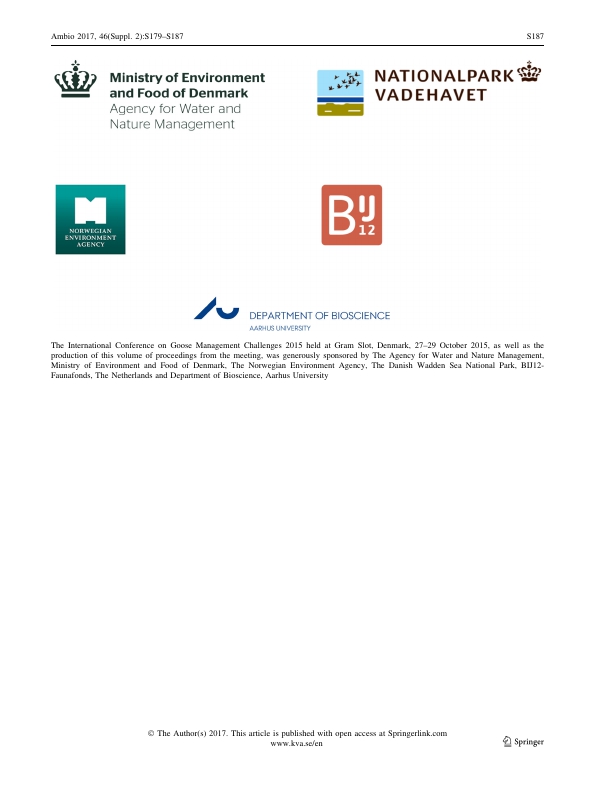 Ambio 2017, 46(Suppl. 2):S179–S187
S187
Ministry of Environment
and Food of Denmark
Agency for Water and
Nature Management
NATIONALPARK
VADEHAVET
NORWEGIAN
ENVIRONMENT
AGENCY
BIJ
12
DEPARTMENT OF BIOSCIENCE
AARHUS UNIVERSITY
The International Conference on Goose Management Challenges 2015 held at Gram Slot, Denmark, 27–29 October 2015, as well as the
production of this volume of proceedings from the meeting, was generously sponsored by The Agency for Water and Nature Management,
Ministry of Environment and Food of Denmark, The Norwegian Environment Agency, The Danish Wadden Sea National Park, BIJ12-
Faunafonds, The Netherlands and Department of Bioscience, Aarhus University
© The Author(s) 2017. This article is published with open access at Springerlink.com
www.kva.se/en
Springer